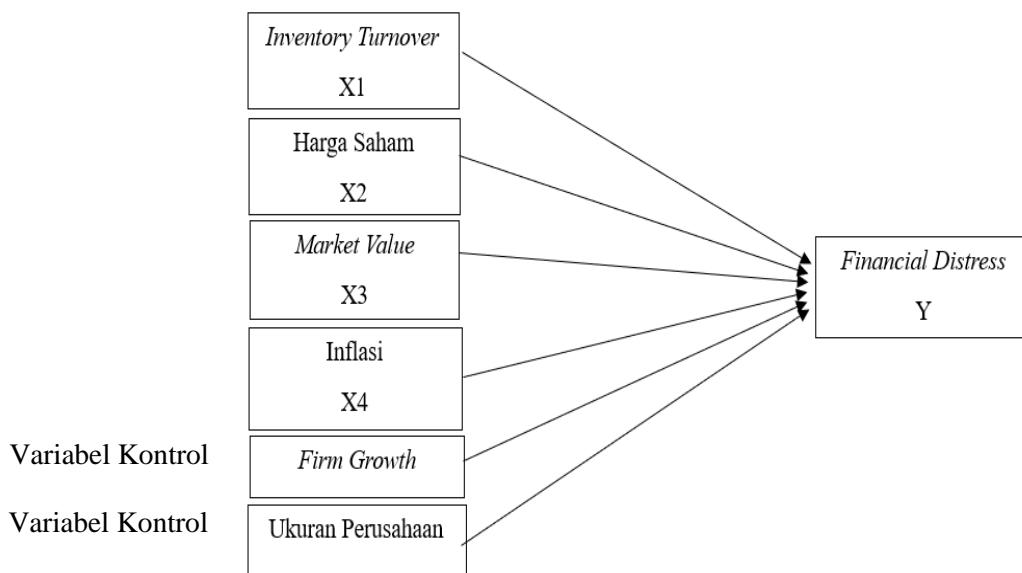 Inventory Turnover
X1
Harga Saham
X2
Market Value
X3
Inflasi
X4
Variabel Kontrol
Firm Growth
Variabel Kontrol
Ukuran Perusahaan
Financial Distress
Y